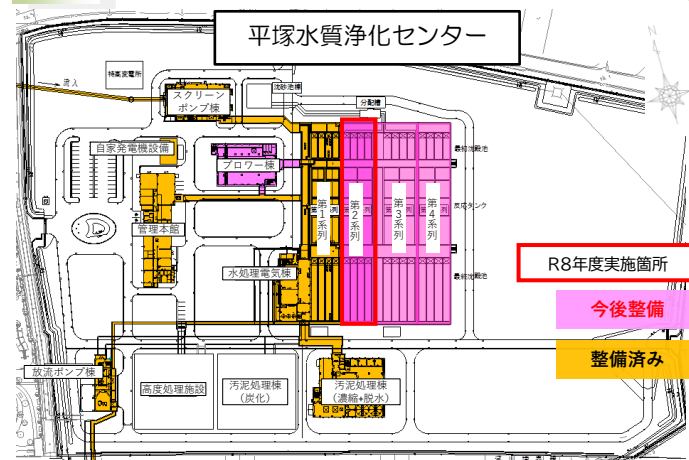 平塚水質浄化センター
特高変電所
流入
スクリーン
ポンプ棟
沈砂池棟
分配槽
自家発電機設備
ブロワー棟
最終沈殿池
第1系列
第2系列
第3系列
第4系列
反応タンク
管理本館
水処理電気棟
最終沈殿池
R8年度実施箇所
今後整備
整備済み
放流ポンプ棟
高度処理施設
汚泥処理棟
(炭化)
汚泥処理棟
(濃縮+脱水)
N